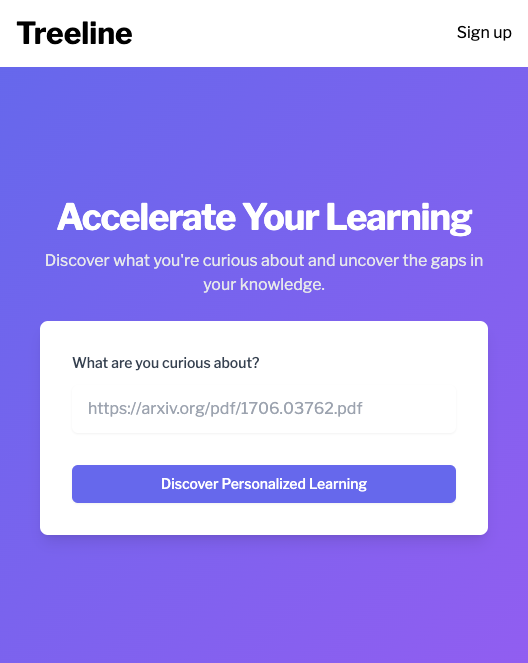 Treeline
Sign up
Accelerate Your Learning
Discover what you're curious about and uncover the gaps in
your knowledge.
What are you curious about?
https://arxiv.org/pdf/1706.03762.pdf
Discover Personalized Learning